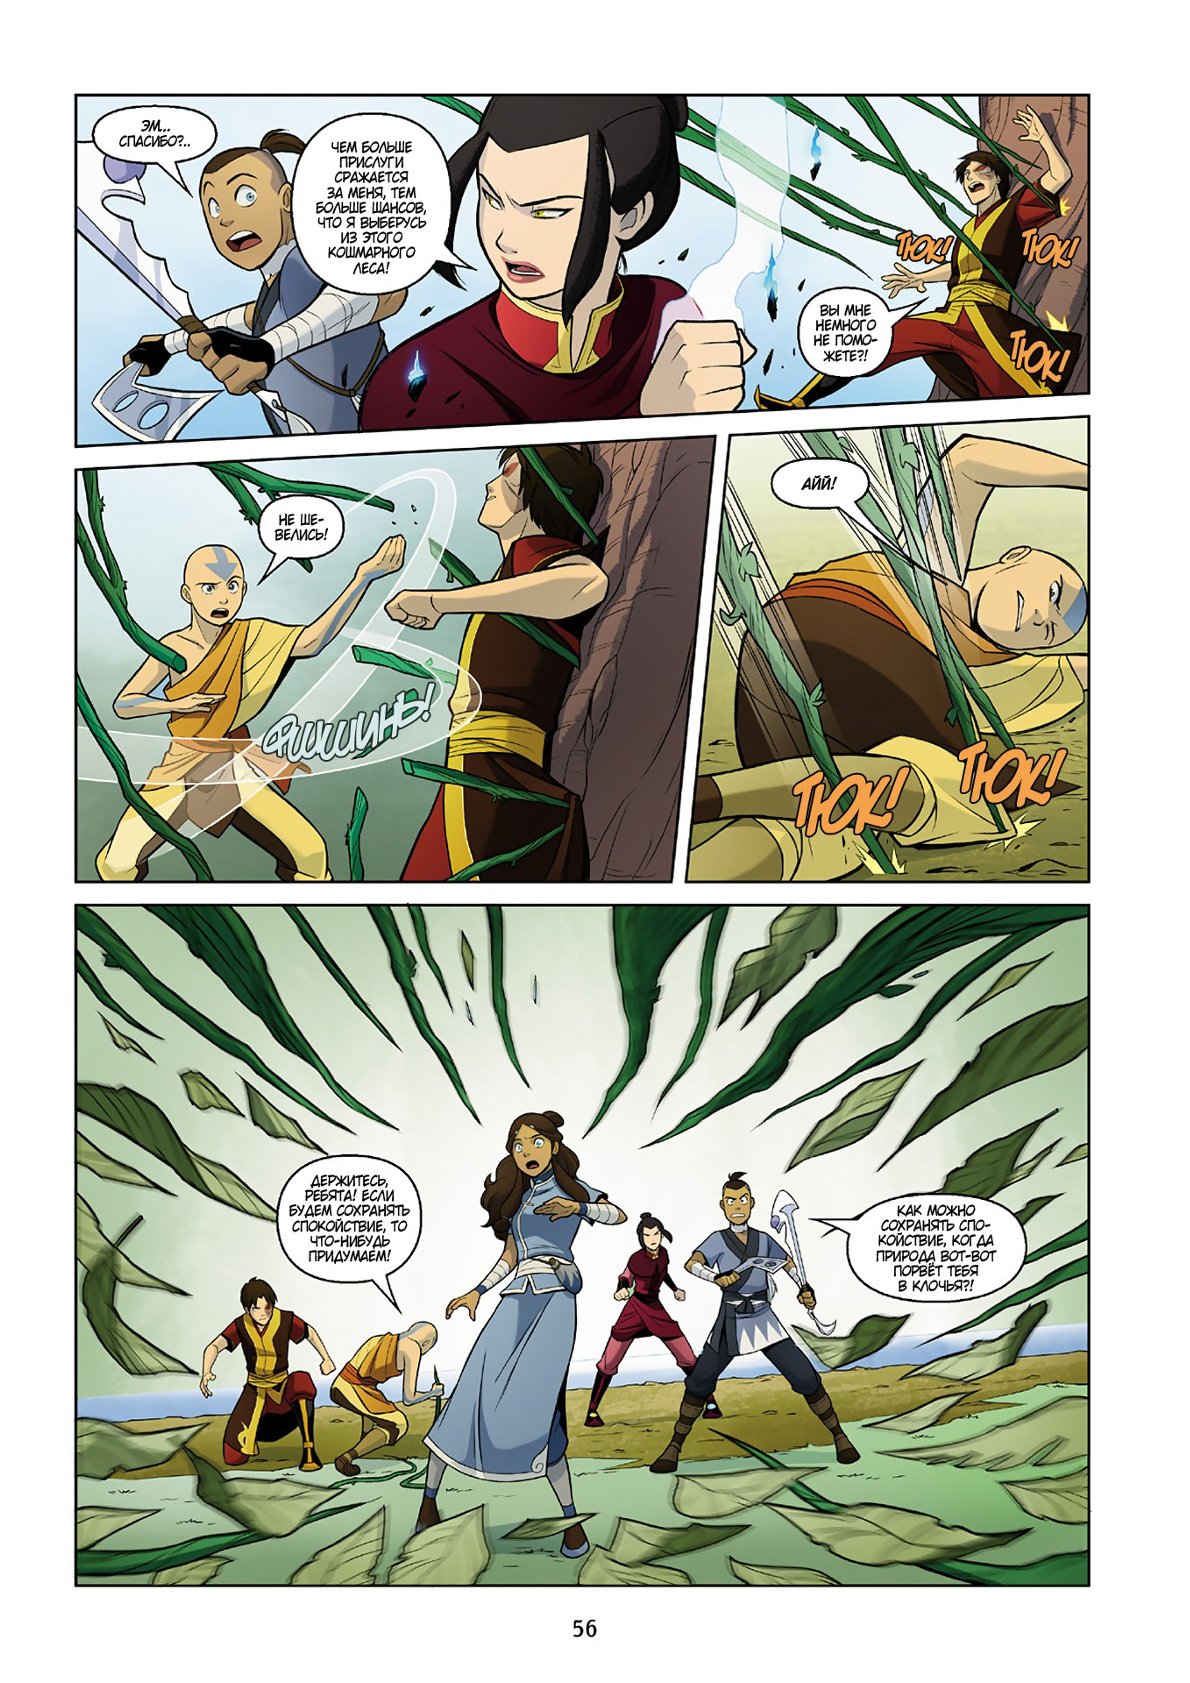 ЭМ...
СПАСИБО?..
ЧЕМ БОЛЬШЕ
ПРИСЛУГИ
СРАЖАЕТСЯ
ЗА МЕНЯ, ТЕМ
БОЛЬШЕ ШАНСОВ,
ЧТО Я ВЫБЕРУСЬ
ИЗ ЭТОГО
КОШМАРНОГО
ЛЕСА!
ТЮК!
ТЮК!
ТЮК!
ВЫ МНЕ
НЕМНОГО
НЕ ПОМО-
ЖЕТЕ?!
НЕ ШЕ-
ВЕЛИСЬ!
ФШШИНЬ!
АЙЙ!
ТЮК!
ТЮК!
ДЕРЖИТЕСЬ,
РЕБЯТА! ЕСЛИ
БУДЕМ СОХРАНЯТЬ
СПОКОЙСТВИЕ, ТО
ЧТО-НИБУДЬ
ПРИДУМАЕМ!
КАК МОЖНО
СОХРАНЯТЬ СПО-
КОЙСТВИЕ, КОГДА
ПРИРОДА ВОТ-ВОТ
ПОРВЁТ ТЕБЯ
В КЛОЧЬЯ?!
56